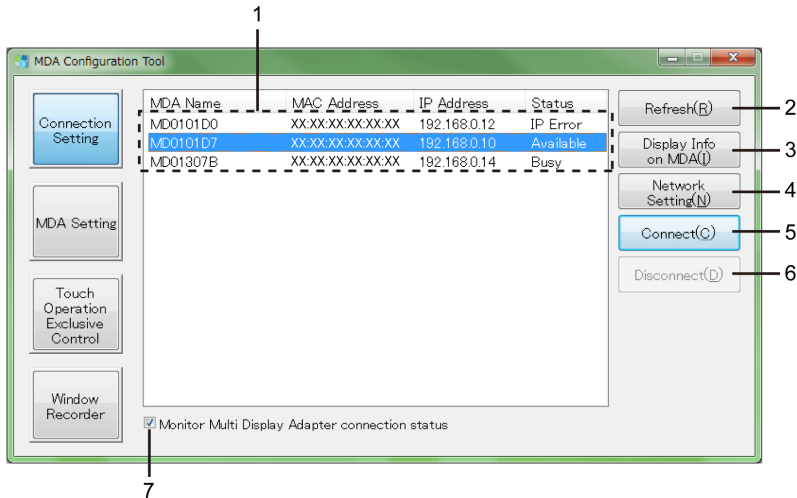 1
MDA Configuration Tool
X
Connection
Setting
MDA Setting
Touch
Operation
Exclusive
Control
Window
Recorder
MDA Name MAC Address IP Address Status
MD0101D0 XX:XX:XX:XX:XX:XX 192.168.0.12 IP Error
MD0101D7 XX:XX:XX:XX:XX:XX 192.168.0.10 Available
MD01307B XX:XX:XX:XX:XX:XX 192.168.0.14 Busy
Monitor Multi Display Adapter connection status
Refresh(R) 2
Display Info
on MDA(I) 3
Network
Setting(N) 4
Connect(C) 5
Disconnect(D) 6
7